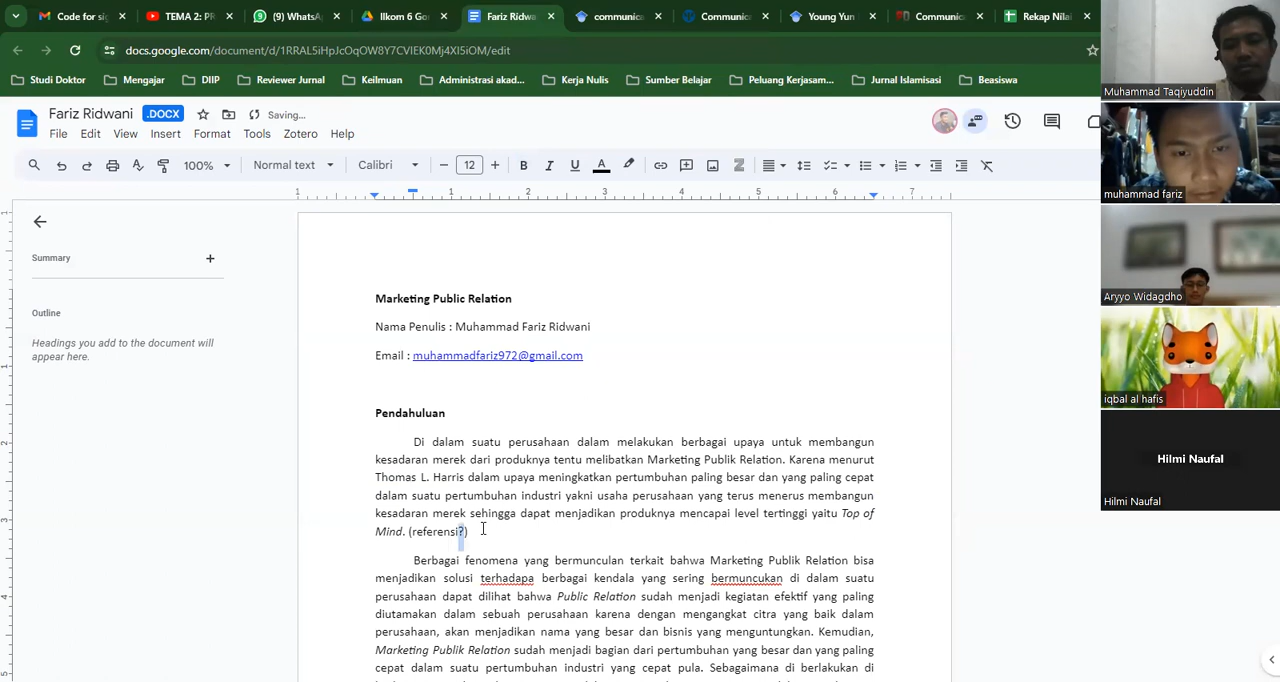 Code for si
TEMA 2: PR
(9) WhatsA
Ilkom 6 Go
Fariz Ridwa
communica
Communic
Young Yun
Communic
Rekap Nilai
docs.google.com/document/d/1RRAL5iHpJcOqOW8Y7CVlEK0Mj4XI5iOM/edit
Studi Doktor
Mengajar
DIIP
Reviewer Jurnal
Keilmuan
Administrasi akad...
Kerja Nulis
Sumber Belajar
Peluang Kerjasam...
Jurnal Islamisasi
Beasiswa
Fariz Ridwani .DOCX Saving...
File Edit View Insert Format Tools Zotero Help
100% Normal text Calibri 12
Summary
Outline
Headings you add to the document will
appear here.
Marketing Public Relation
Nama Penulis : Muhammad Fariz Ridwani
Email : muhammadfariz972@gmail.com
Pendahuluan
Di dalam suatu perusahaan dalam melakukan berbagai upaya untuk membangun
kesadaran merek dari produknya tentu melibatkan Marketing Publik Relation. Karena menurut
Thomas L. Harris dalam upaya meningkatkan pertumbuhan paling besar dan yang paling cepat
dalam suatu pertumbuhan industri yakni usaha perusahaan yang terus menerus membangun
kesadaran merek sehingga dapat menjadikan produknya mencapai level tertinggi yaitu Top of
Mind. (referensi?)
Berbagai fenomena yang bermunculan terkait bahwa Marketing Publik Relation bisa
menjadikan solusi terhadapa berbagai kendala yang sering bermuncukan di dalam suatu
perusahaan dapat dilihat bahwa Public Relation sudah menjadi kegiatan efektif yang paling
diutamakan dalam sebuah perusahaan karena dengan mengangkat citra yang baik dalam
perusahaan, akan menjadikan nama yang besar dan bisnis yang menguntungkan. Kemudian,
Marketing Publik Relation sudah menjadi bagian dari pertumbuhan yang besar dan yang paling
cepat dalam suatu pertumbuhan industri yang cepat pula. Sebagaimana di berlakukan di
Muhammad Taqiyuddin
muhammad fariz
Aryyo Widagdho
iqbal al hafis
Hilmi Naufal
Hilmi Naufal